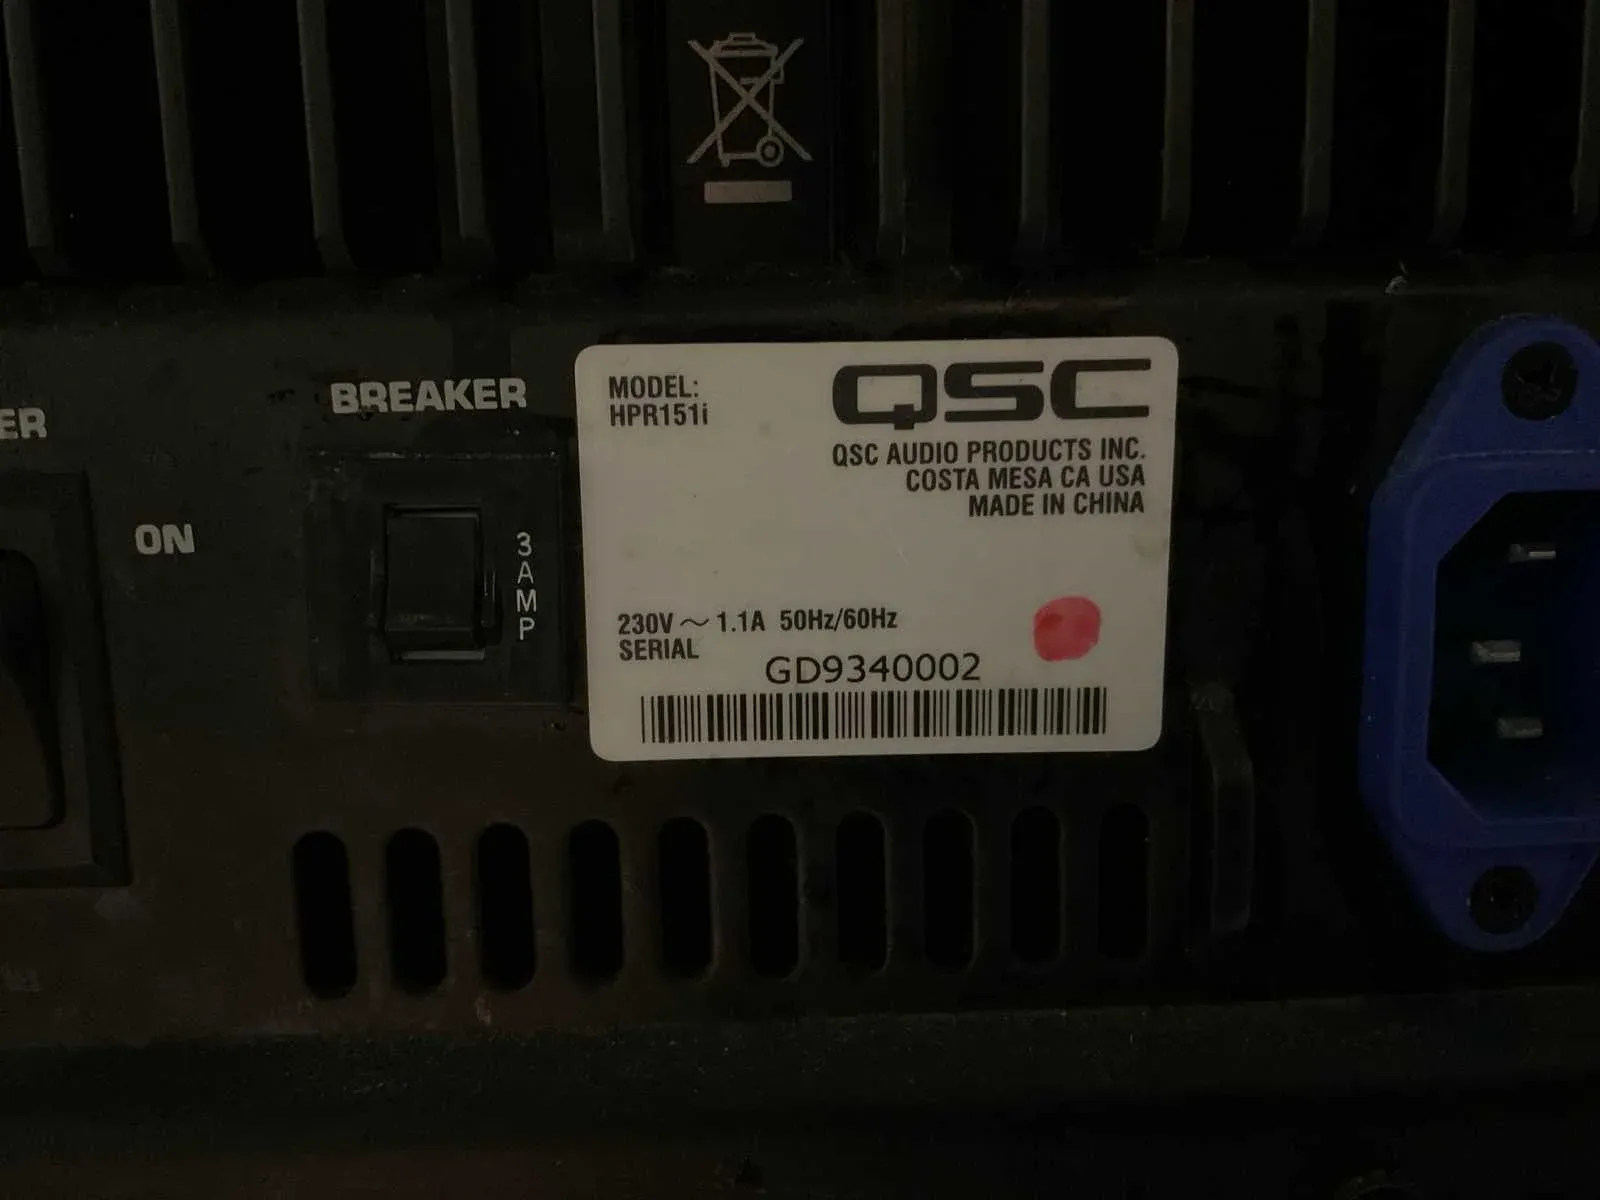 ER
ON
BREAKER
3
A
M
P
MODEL:
HPR151i
QSC
QSC AUDIO PRODUCTS INC.
COSTA MESA CA USA
MADE IN CHINA
230V ~ 1.1A 50Hz/60Hz
SERIAL
GD9340002